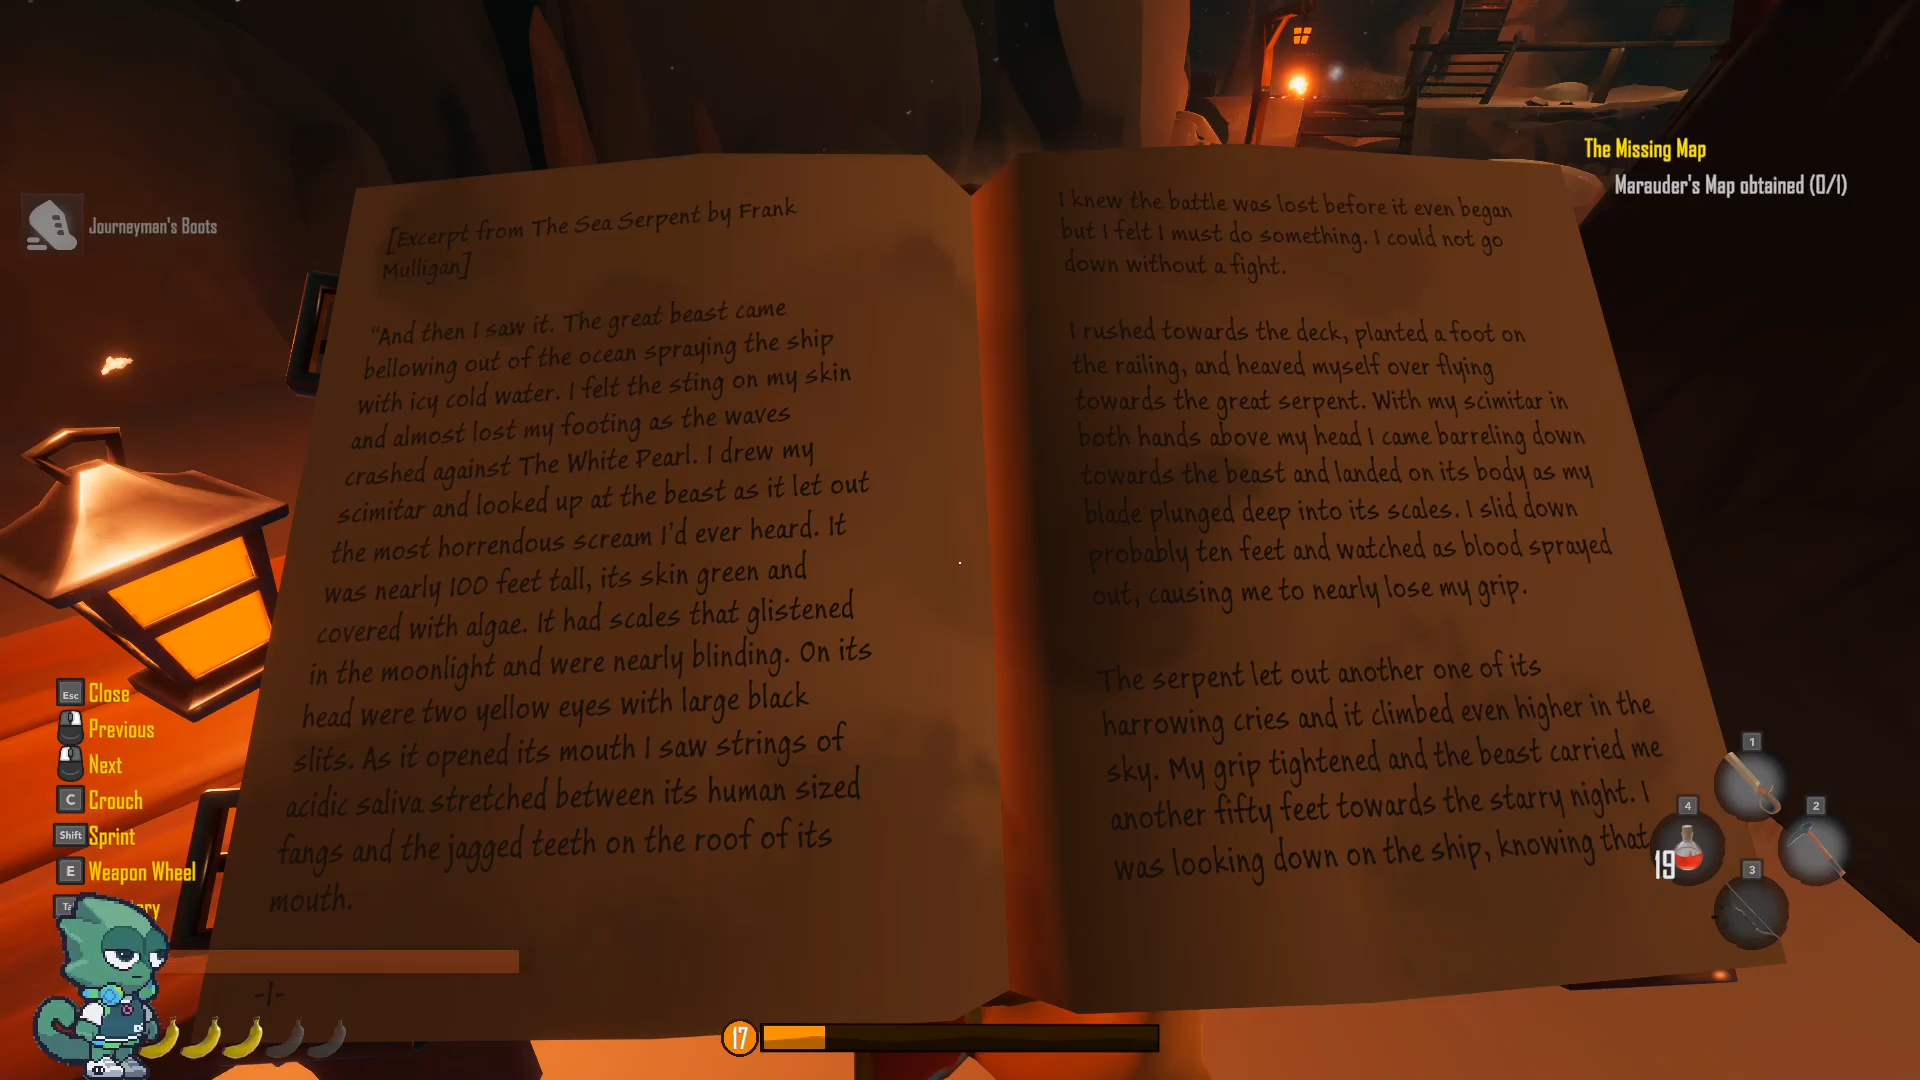 The Missing Map
Marauder's Map obtained (0/1)
Journeyman's Boots
[Excerpt from The Sea Serpent by Frank
Mulligan]
"And then I saw it. The great beast came
bellowing out of the ocean spraying the ship
with icy cold water. I felt the sting on my skin
and almost lost my footing as the waves
crashed against The White Pearl. I drew my
scimitar and looked up at the beast as it let out
the most horrendous scream I'd ever heard. It
was nearly 100 feet tall, its skin green and
covered with algae. It had scales that glistened
in the moonlight and were nearly blinding. On its
head were two yellow eyes with large black
slits. As it opened its mouth I saw strings of
acidic saliva stretched between its human sized
fangs and the jagged teeth on the roof of its
mouth.
-1-
I knew the battle was lost before it even began
but I felt I must do something. I could not go
down without a fight.
I rushed towards the deck, planted a foot on
the railing, and heaved myself over flying
towards the great serpent. With my scimitar in
both hands above my head I came barreling down
towards the beast and landed on its body as my
blade plunged deep into its scales. I slid down
probably ten feet and watched as blood sprayed
out, causing me to nearly lose my grip.
The serpent let out another one of its
harrowing cries and it climbed even higher in the
sky. My grip tightened and the beast carried me
another fifty feet towards the starry night. I
was looking down on the ship, knowing that
Esc Close
Previous
Next
C Crouch
Shift Sprint
E Weapon Wheel
1
4
2
19
3
17